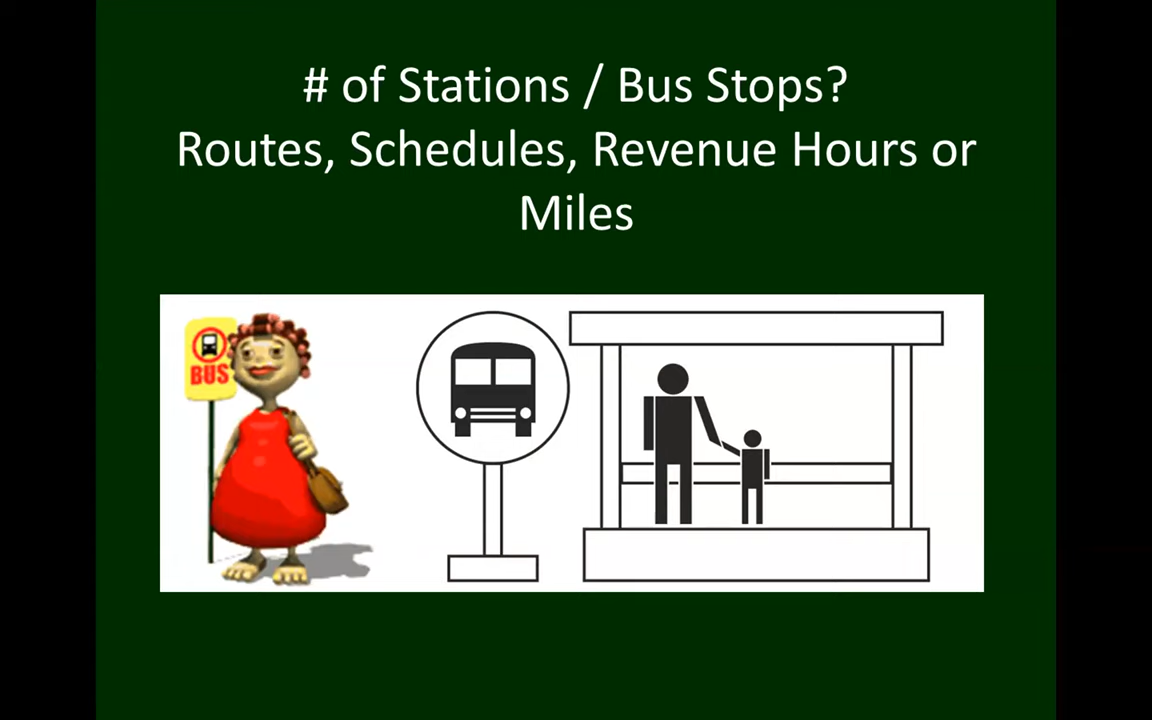 # of Stations / Bus Stops?
Routes, Schedules, Revenue Hours or
Miles
BUS